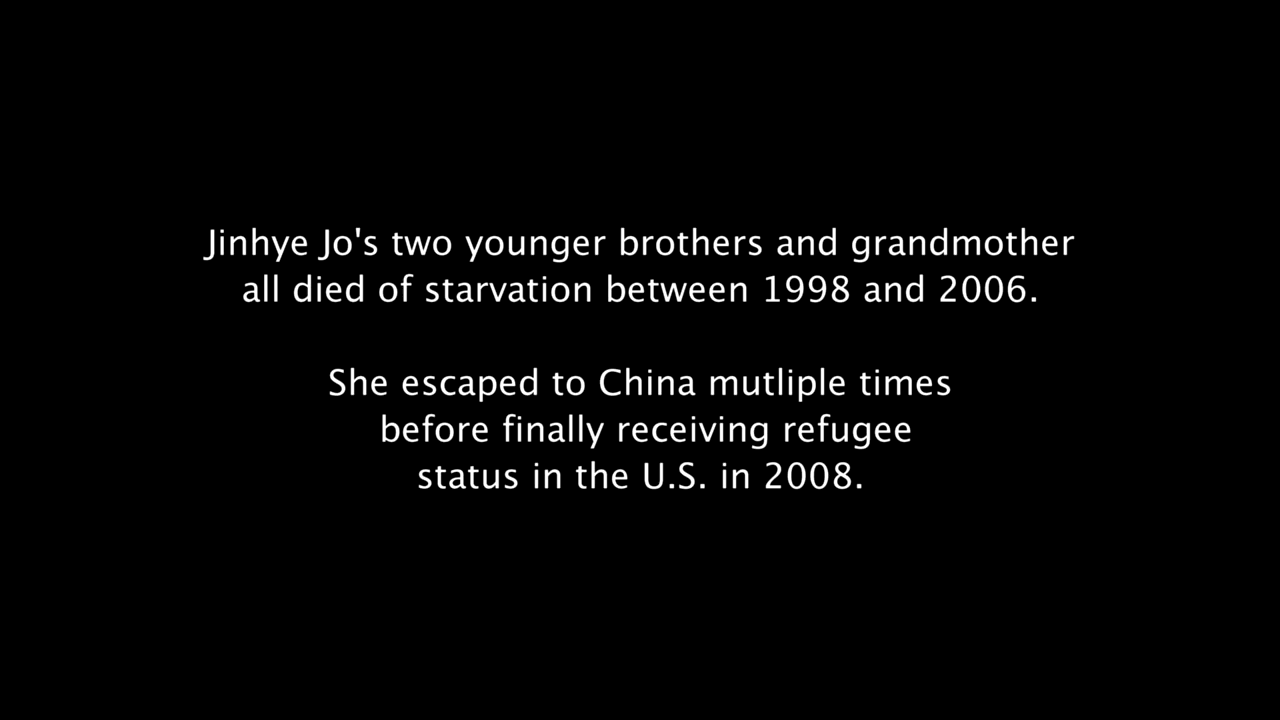 Jinhye Jo's two younger brothers and grandmother
all died of starvation between 1998 and 2006.
She escaped to China mutliple times
before finally receiving refugee
status in the U.S. in 2008.